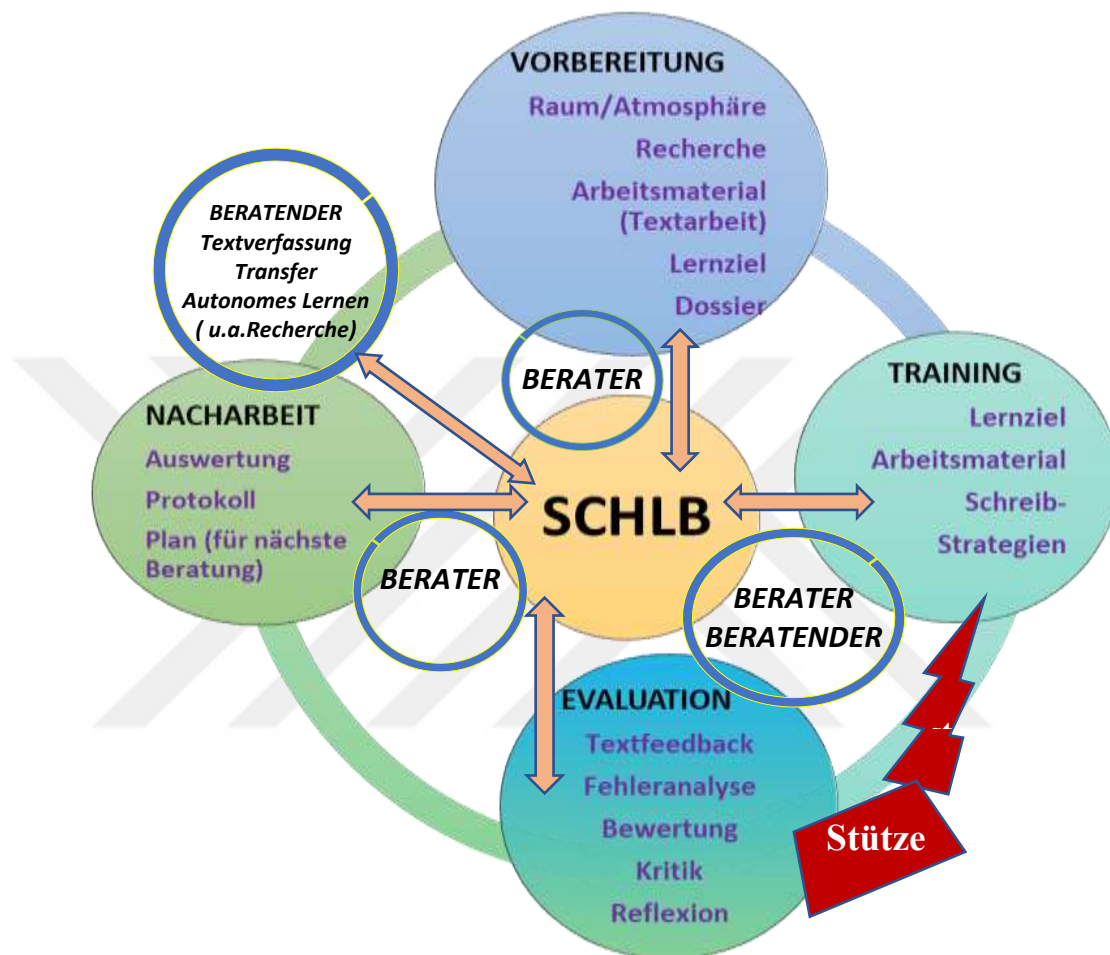 VORBEREITUNG
Raum/Atmosphäre
Recherche
Arbeitsmaterial
(Textarbeit)
Lernziel
Dossier
BERATENDER
Textverfassung
Transfer
Autonomes Lernen
( u.a.Recherche)
BERATER
TRAINING
Lernziel
Arbeitsmaterial
Schreib-
Strategien
NACHARBEIT
Auswertung
Protokoll
Plan (für nächste
Beratung)
SCHLB
BERATER
BERATER
BERATENDER
EVALUATION
Textfeedback
Fehleranalyse
Bewertung
Kritik
Reflexion
Stütze